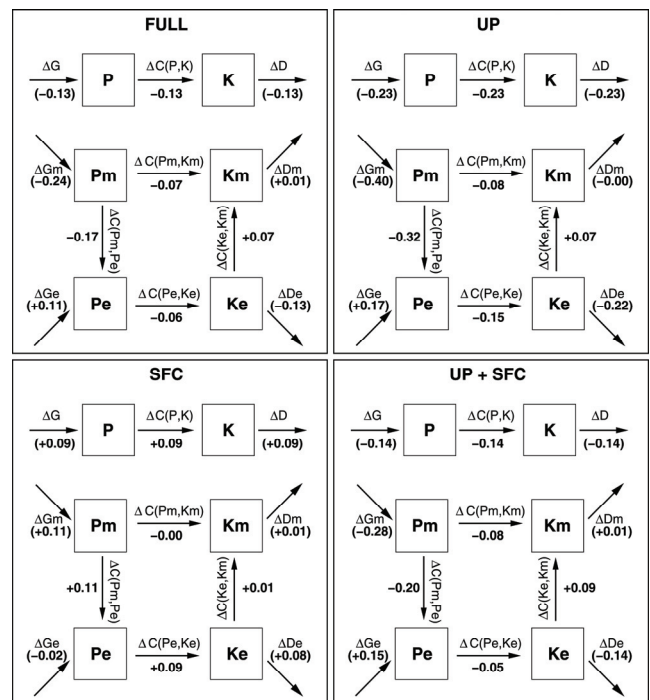 FULL
ΔG ΔC(P,K) ΔD
P K
(−0.13) −0.13 (−0.13)
ΔGm Δ C(Pm,Km) ΔDm
(−0.24) Pm −0.07 Km (+0.01)
−0.17 ΔC(Pm,Pe) ΔC(Ke,Km) +0.07
ΔGe Δ C(Pe,Ke) ΔDe
(+0.11) Pe −0.06 Ke (−0.13)
UP
ΔG ΔC(P,K) ΔD
P K
(−0.23) −0.23 (−0.23)
ΔGm Δ C(Pm,Km) ΔDm
(−0.40) Pm −0.08 Km (−0.00)
−0.32 ΔC(Pm,Pe) ΔC(Ke,Km) +0.07
ΔGe Δ C(Pe,Ke) ΔDe
(+0.17) Pe −0.15 Ke (−0.22)
SFC
ΔG ΔC(P,K) ΔD
P K
(+0.09) +0.09 (+0.09)
ΔGm Δ C(Pm,Km) ΔDm
(+0.11) Pm −0.00 Km (+0.01)
+0.11 ΔC(Pm,Pe) ΔC(Ke,Km) +0.01
ΔGe Δ C(Pe,Ke) ΔDe
(−0.02) Pe +0.09 Ke (+0.08)
UP + SFC
ΔG ΔC(P,K) ΔD
P K
(−0.14) −0.14 (−0.14)
ΔGm Δ C(Pm,Km) ΔDm
(−0.28) Pm −0.08 Km (+0.01)
−0.20 ΔC(Pm,Pe) ΔC(Ke,Km) +0.09
ΔGe Δ C(Pe,Ke) ΔDe
(+0.15) Pe −0.05 Ke (−0.14)